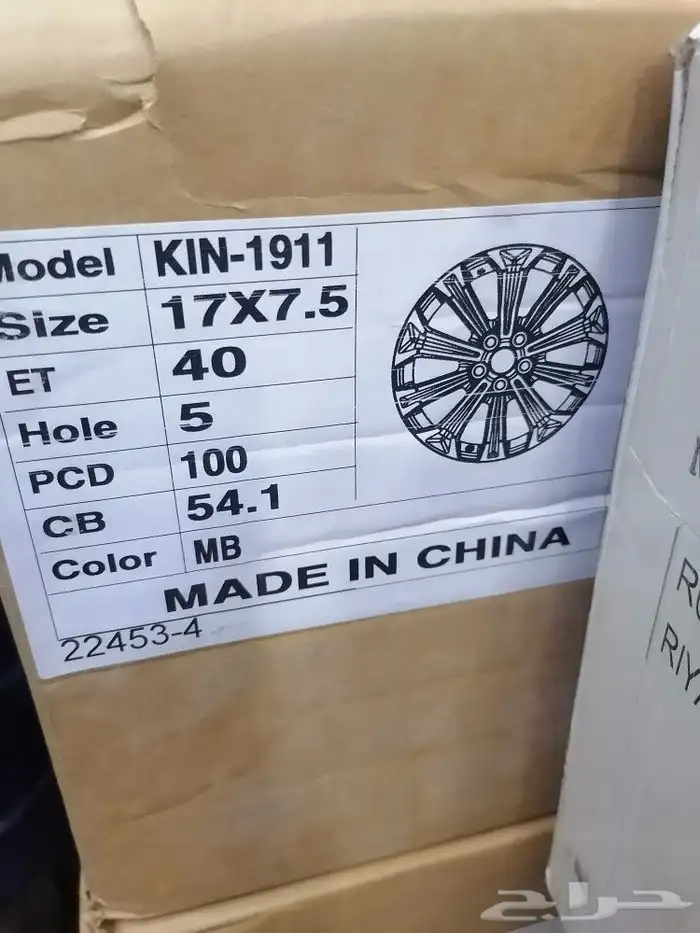 Model KIN-1911
Size 17X7.5
ET 40
Hole 5
PCD 100
CB 54.1
Color MB
MADE IN CHINA
22453-4
حراج